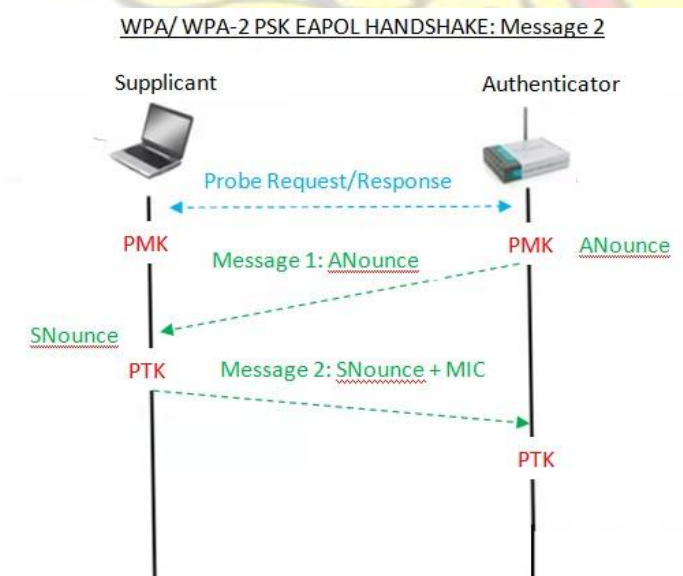 WPA/ WPA-2 PSK EAPOL HANDSHAKE: Message 2
Supplicant
Authenticator
Probe Request/Response
PMK
PMK
ANounce
Message 1: ANounce
SNounce
PTK
Message 2: SNounce + MIC
PTK